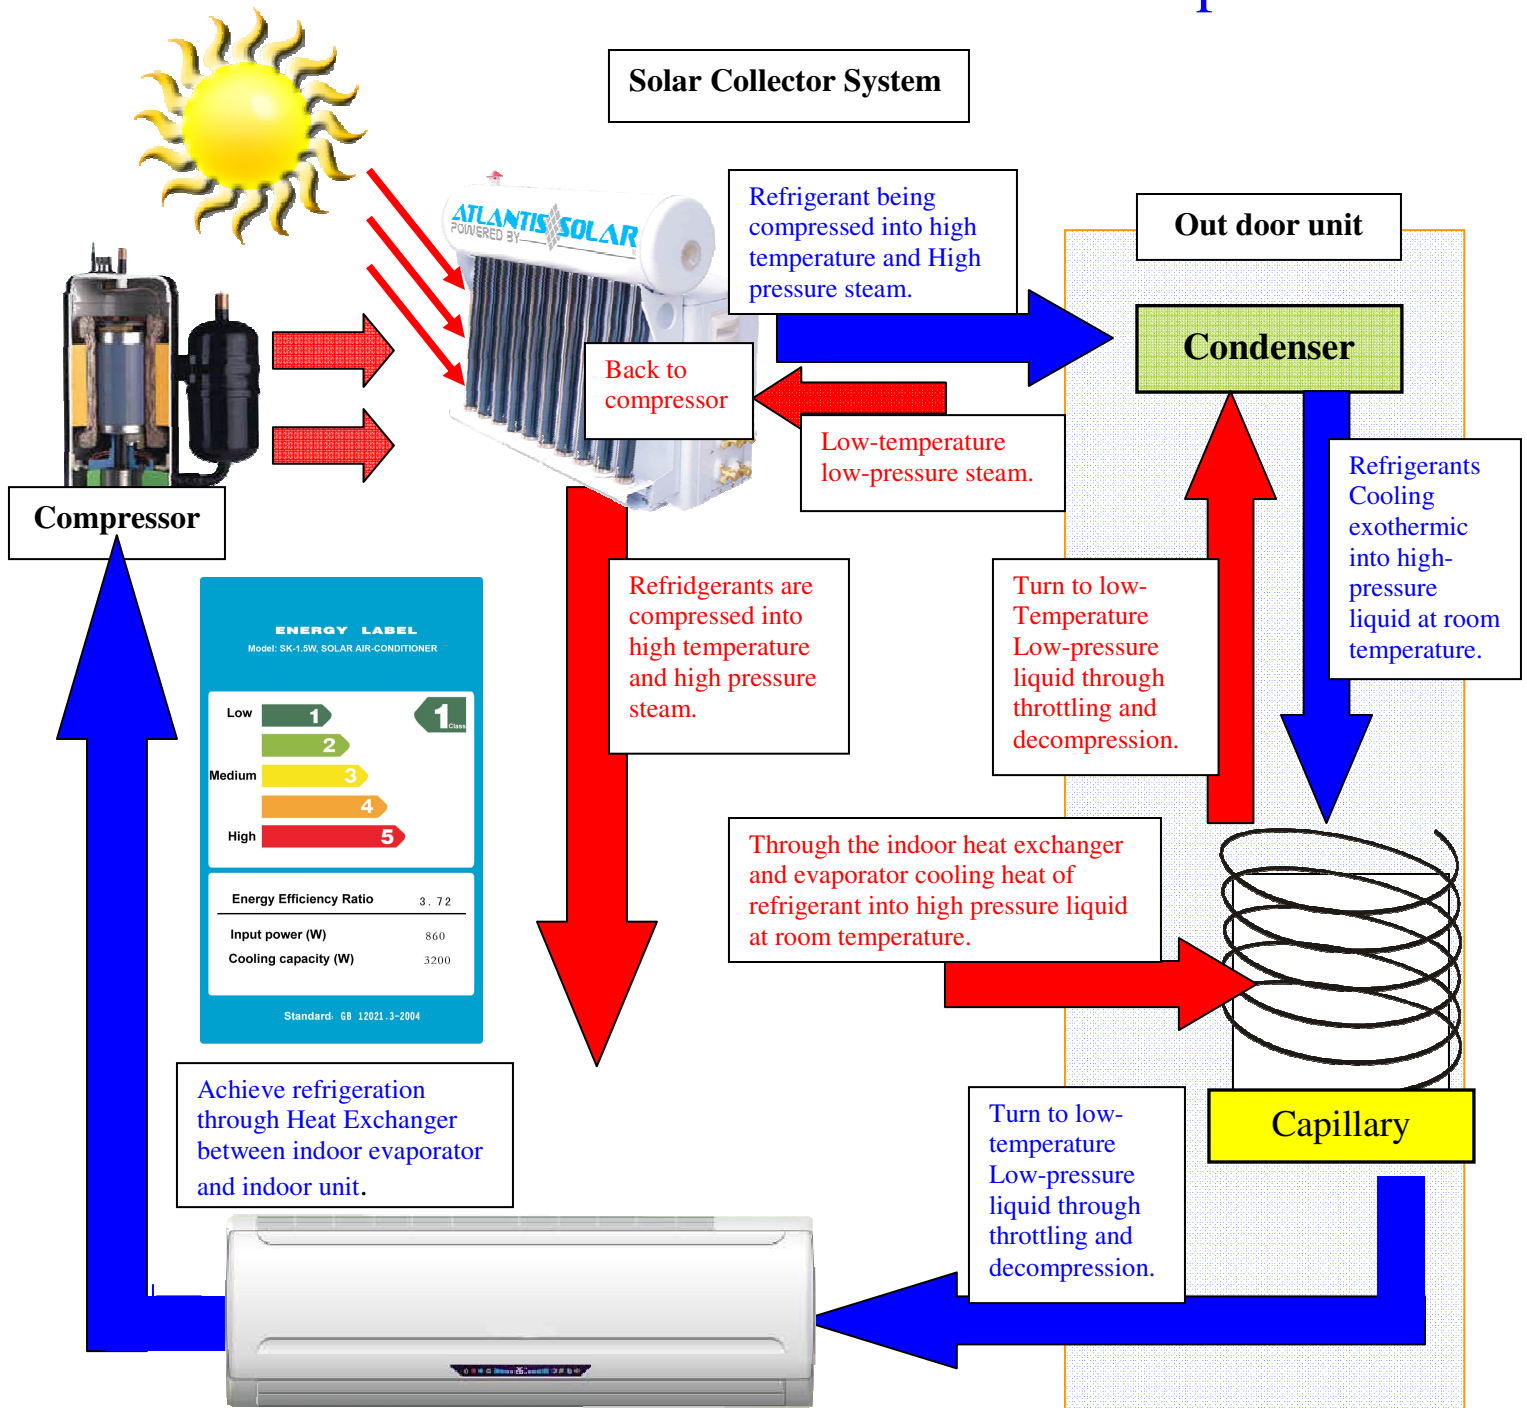 Solar Collector System
ATLANTIS SOLAR
POWERED BY
Refrigerant being
compressed into high
temperature and High
pressure steam.
Out door unit
Condenser
Back to
compressor
Low-temperature
low-pressure steam.
Compressor
Refrigerants
Cooling
exothermic
into high-
pressure
liquid at room
temperature.
Refridgerants are
compressed into
high temperature
and high pressure
steam.
Turn to low-
Temperature
Low-pressure
liquid through
throttling and
decompression.
ENERGY LABEL
Model: SK-1.5W, SOLAR AIR-CONDITIONER
Low 1 1 Class
2
Medium 3
4
High 5
Energy Efficiency Ratio 3.72
Input power (W) 860
Cooling capacity (W) 3200
Standard: GB 12021.3-2004
Through the indoor heat exchanger
and evaporator cooling heat of
refrigerant into high pressure liquid
at room temperature.
Achieve refrigeration
through Heat Exchanger
between indoor evaporator
and indoor unit.
Turn to low-
temperature
Low-pressure
liquid through
throttling and
decompression.
Capillary